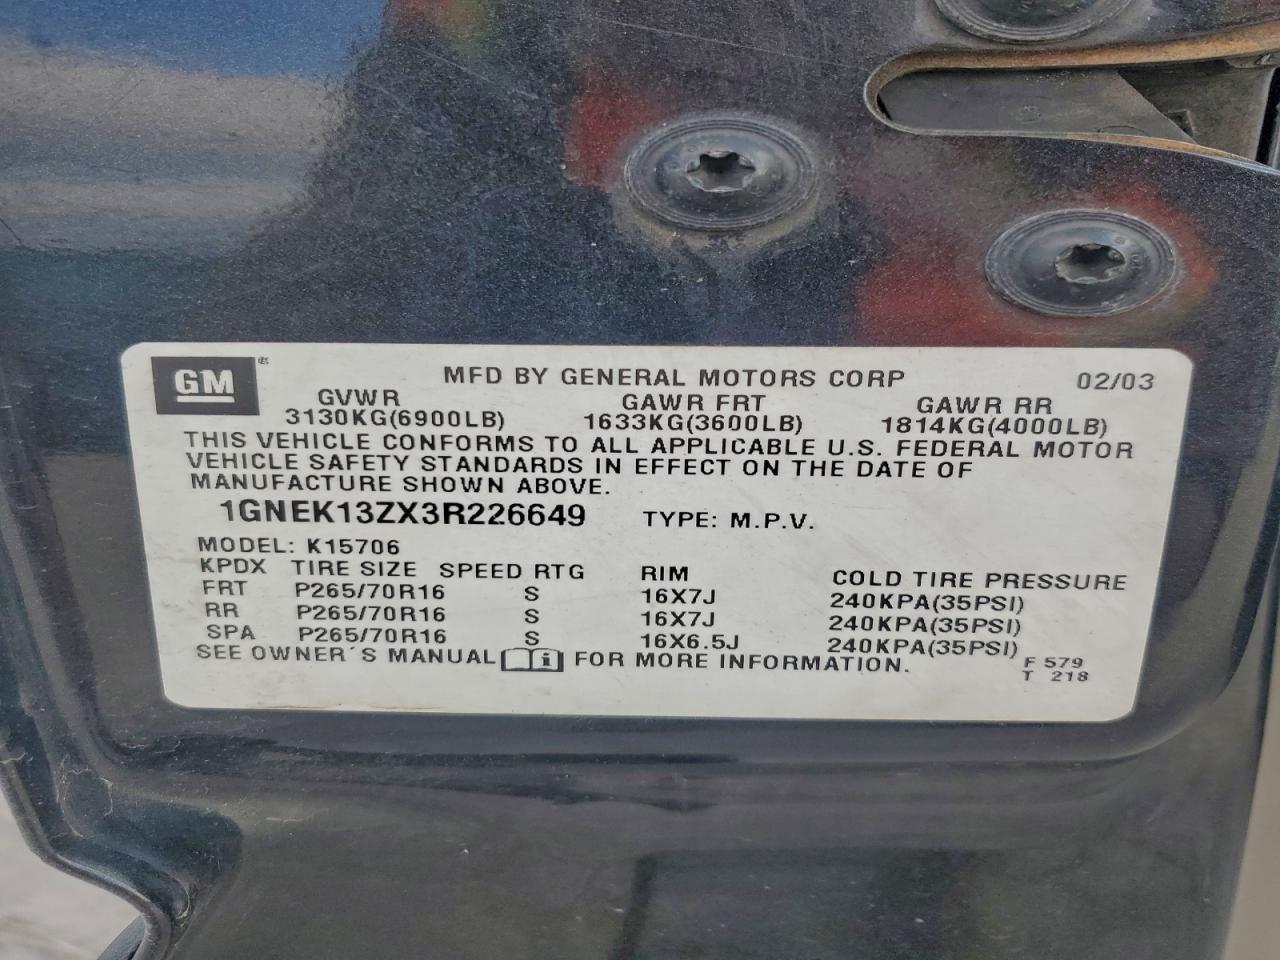 GM MFD BY GENERAL MOTORS CORP 02/03
GVWR GAWR FRT GAWR RR
3130KG(6900LB) 1633KG(3600LB) 1814KG(4000LB)
THIS VEHICLE CONFORMS TO ALL APPLICABLE U.S. FEDERAL MOTOR
VEHICLE SAFETY STANDARDS IN EFFECT ON THE DATE OF
MANUFACTURE SHOWN ABOVE.
1GNEK13ZX3R226649 TYPE: M.P.V.
MODEL: K15706
KPDX TIRE SIZE SPEED RTG RIM COLD TIRE PRESSURE
FRT P265/70R16 S 16X7J 240KPA(35PSI)
RR P265/70R16 S 16X7J 240KPA(35PSI)
SPA P265/70R16 S 16X6.5J 240KPA(35PSI)
SEE OWNER´S MANUAL FOR MORE INFORMATION. F 579
T 218